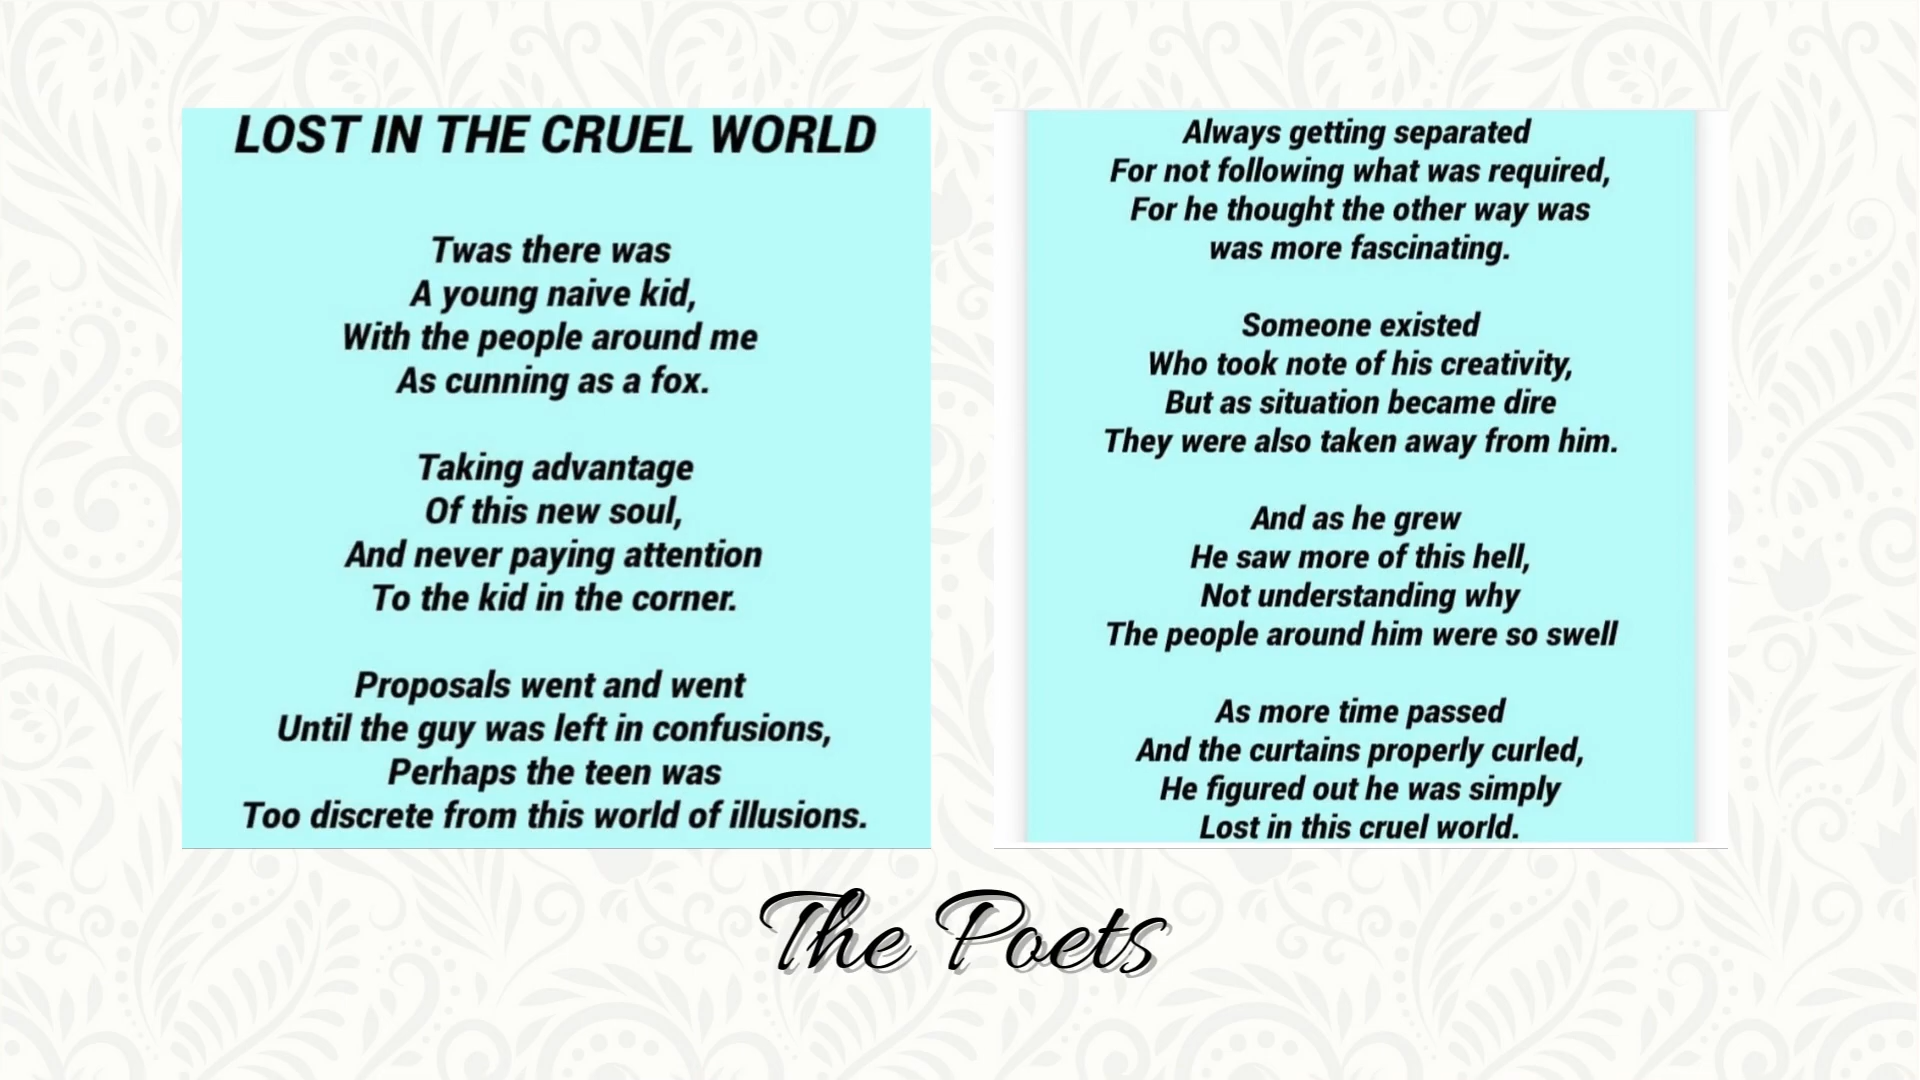 LOST IN THE CRUEL WORLD
Twas there was
A young naive kid,
With the people around me
As cunning as a fox.
Taking advantage
Of this new soul,
And never paying attention
To the kid in the corner.
Proposals went and went
Until the guy was left in confusions,
Perhaps the teen was
Too discrete from this world of illusions.
Always getting separated
For not following what was required,
For he thought the other way was
was more fascinating.
Someone existed
Who took note of his creativity,
But as situation became dire
They were also taken away from him.
And as he grew
He saw more of this hell,
Not understanding why
The people around him were so swell
As more time passed
And the curtains properly curled,
He figured out he was simply
Lost in this cruel world.
The Poets